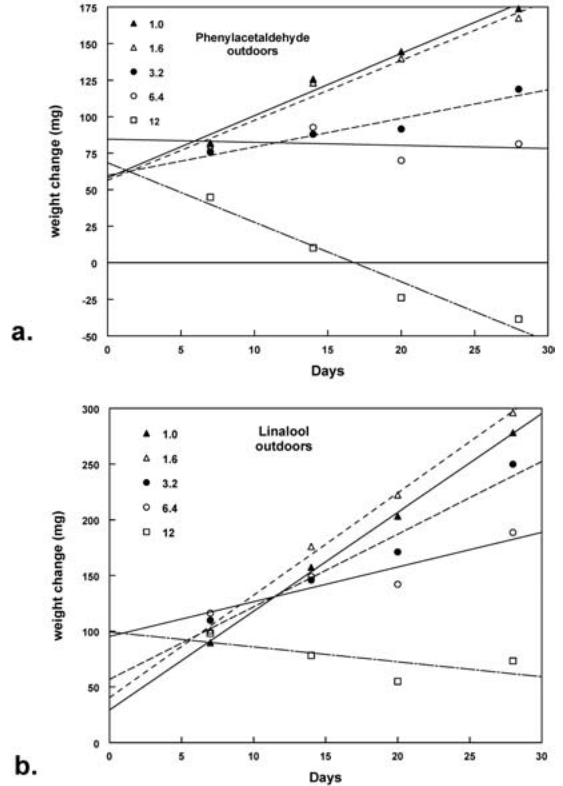 Phenylacetaldehyde
outdoors
1.0
1.6
3.2
6.4
12
weight change (mg)
175
150
125
100
75
50
25
0
-25
-50
0 5 10 15 20 25 30
Days
a.
Linalool
outdoors
1.0
1.6
3.2
6.4
12
weight change (mg)
300
250
200
150
100
50
0
0 5 10 15 20 25 30
Days
b.